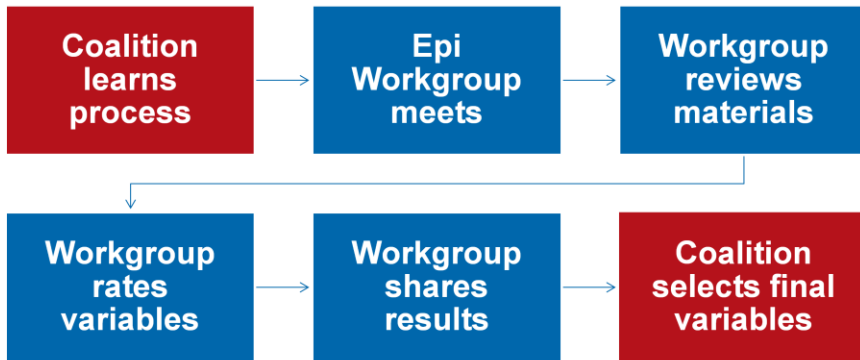 Coalition
learns
process
Epi
Workgroup
meets
Workgroup
reviews
materials
Workgroup
rates
variables
Workgroup
shares
results
Coalition
selects final
variables